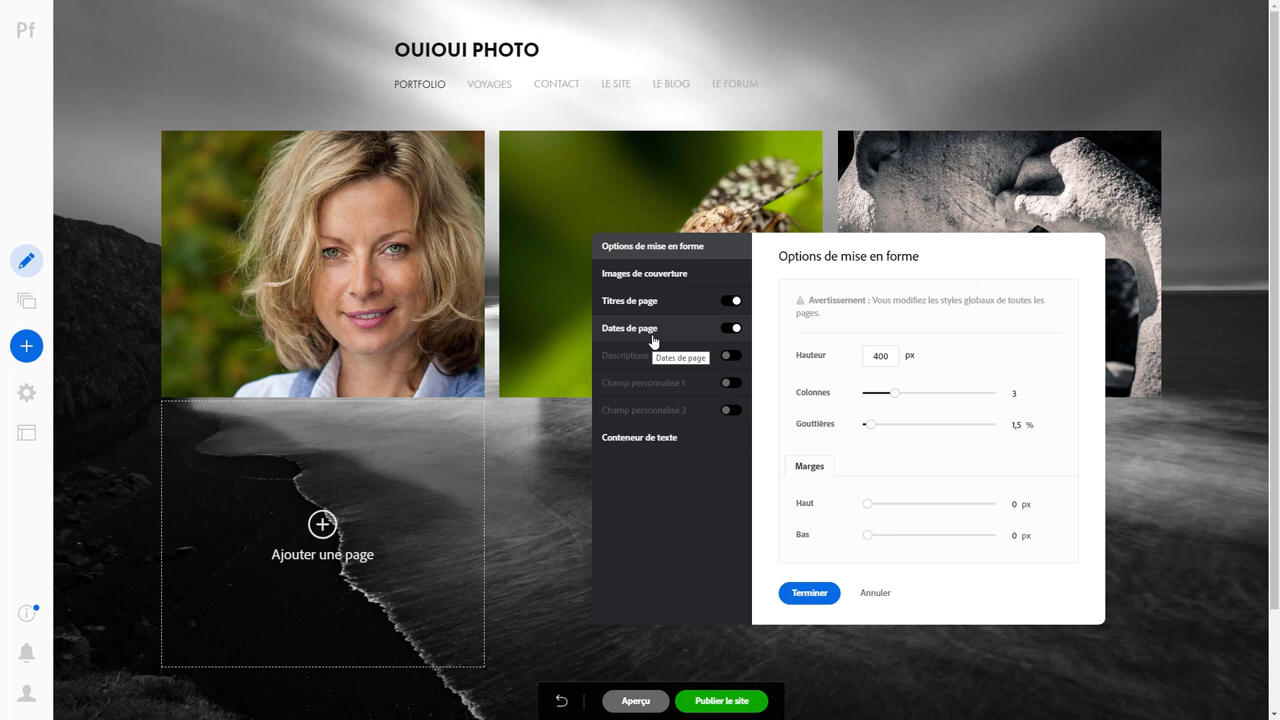 Pf
OUIOUI PHOTO
PORTFOLIO VOYAGES CONTACT LE SITE LE BLOG LE FORUM
Options de mise en forme
Images de couverture
Titres de page
Dates de page
Dates de page
Descriptions
Champ personnalisé 1
Champ personnalisé 2
Conteneur de texte
Options de mise en forme
Avertissement : Vous modifiez les styles globaux de toutes les
pages.
Hauteur 400 px
Colonnes 3
Gouttières 1,5 %
Marges
Haut 0 px
Bas 0 px
Terminer Annuler
Ajouter une page
Aperçu Publier le site